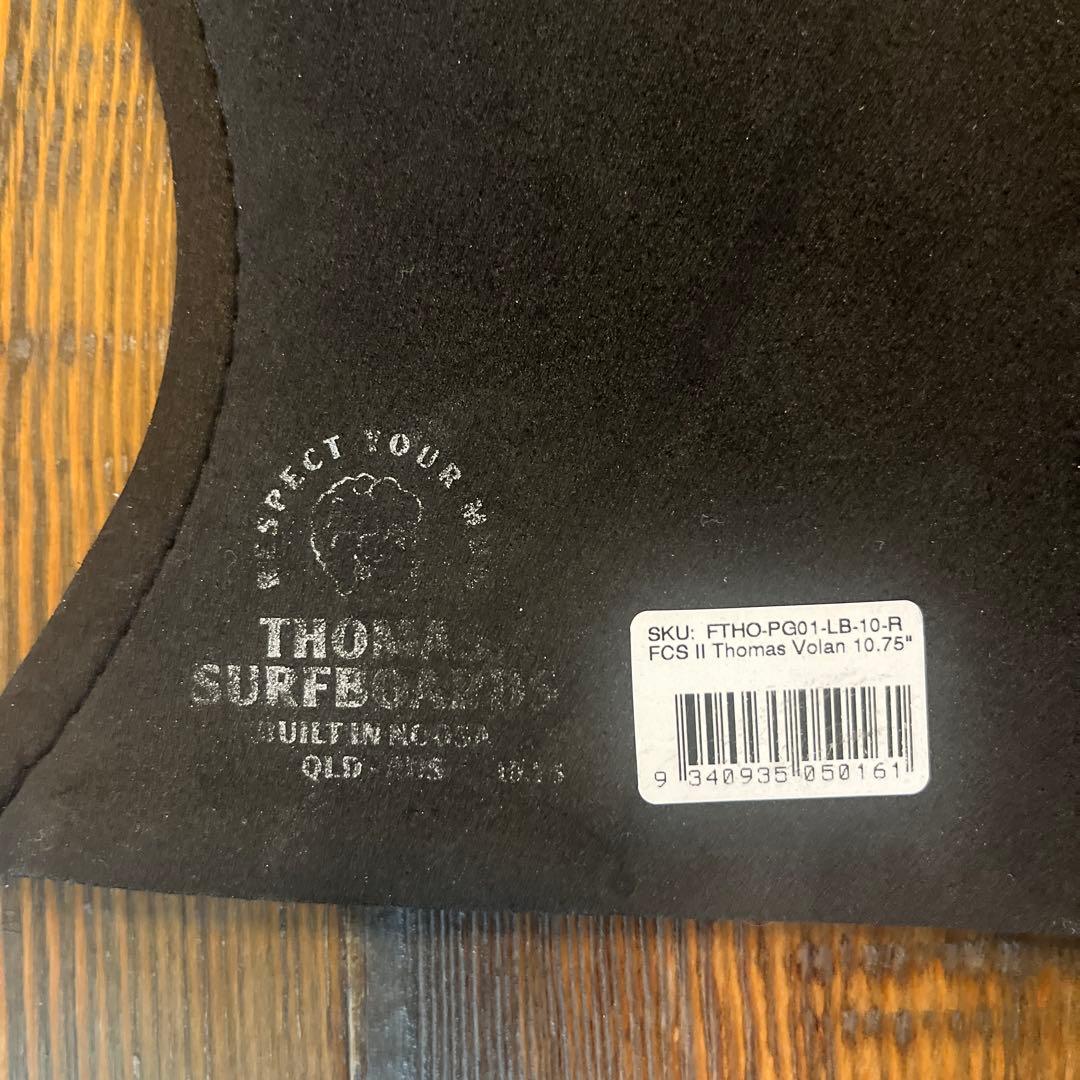 RESPECT YOUR
THOMAS
SURFBOARDS
BUILT IN NOOSA
QLD - AUS
SKU: FTHO-PG01-LB-10-R
FCS II Thomas Volan 10.75"
9 340935 050161